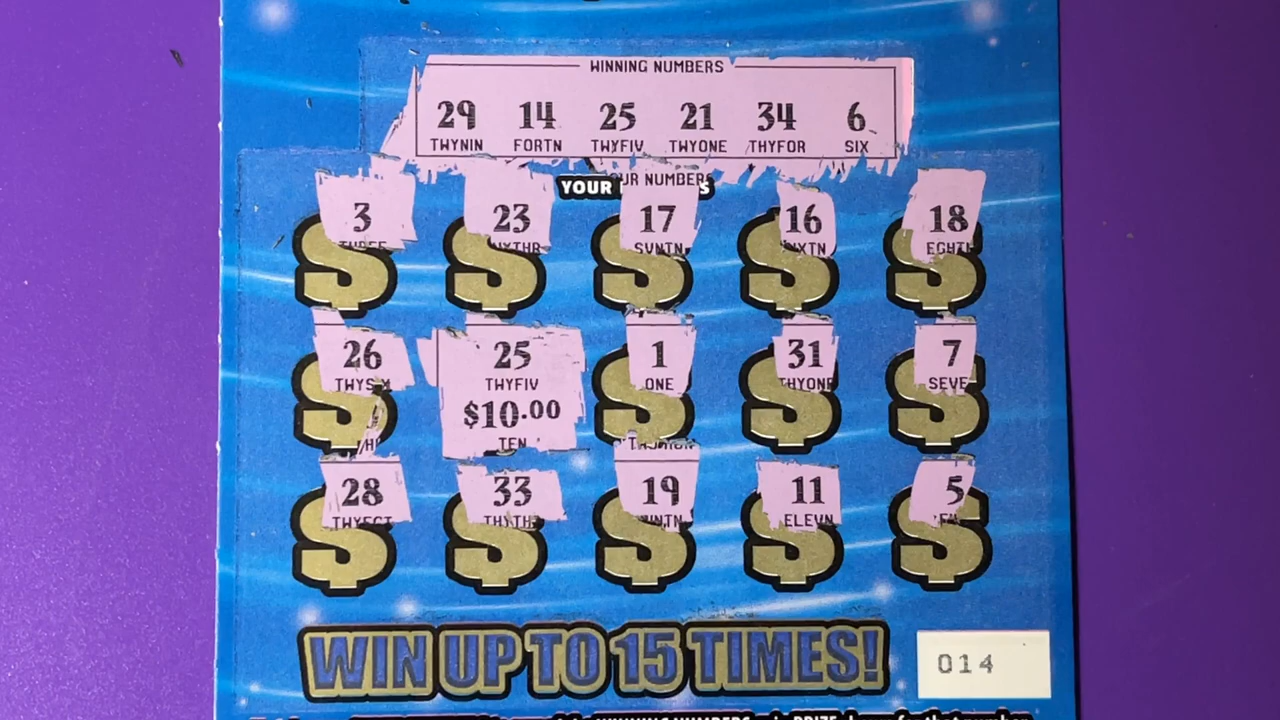 WINNING NUMBERS
29 14 25 21 34 6
TWYNIN FORTN TWYFIV TWYONE THYFOR SIX
YOUR NUMBERS
3 23 17 16 18
THREE SVNTN
26 25 1 31 7
THYFIV ONE
$10.00
TEN
28 33 19 11 5
ELEVN
WIN UP TO 15 TIMES!
014